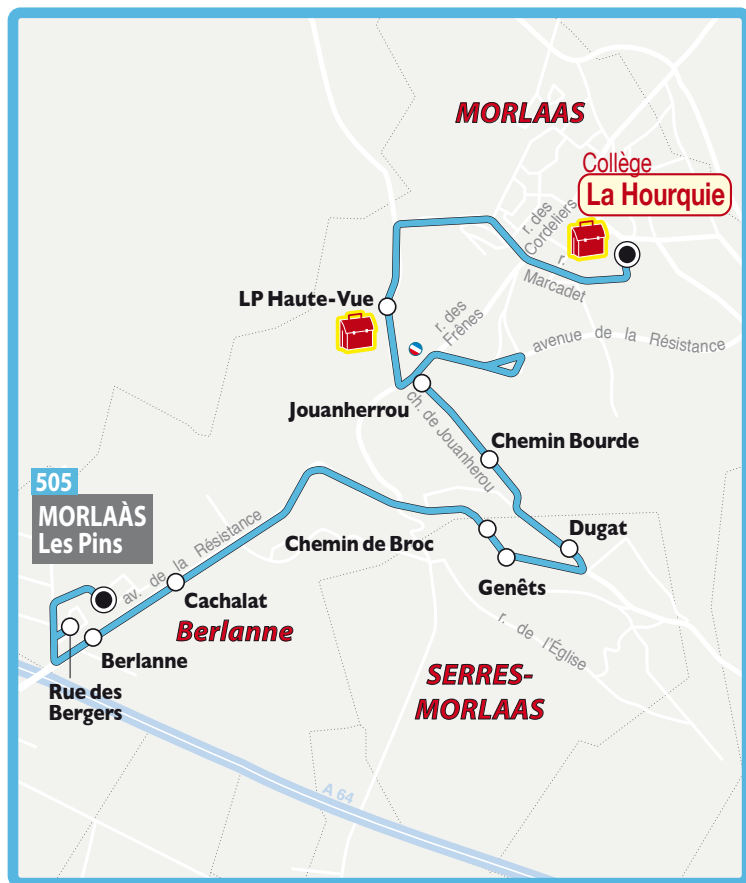 MORLAAS
Collège
La Hourquie
r. des
Cordeliers
r.
Marcadet
LP Haute-Vue
r. des
Frênes
avenue de la Résistance
Jouanherrou
ch. de Jouanherou
Chemin Bourde
505
MORLAÀS
Les Pins
av. de la Résistance
Chemin de Broc
Dugat
Genêts
Cachalat
Berlanne
Berlanne
r. de l'Église
Rue des
Bergers
SERRES-
MORLAAS
A 64